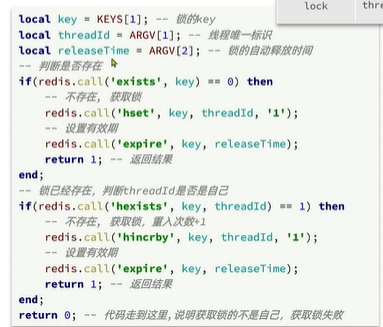 lock
local key = KEYS[1]; -- 锁的key
local threadId = ARGV[1]; -- 线程唯一标识
local releaseTime = ARGV[2]; -- 锁的自动释放时间
-- 判断是否存在
if(redis.call('exists', key) == 0) then
-- 不存在, 获取锁
redis.call('hset', key, threadId, '1');
-- 设置有效期
redis.call('expire', key, releaseTime);
return 1; -- 返回结果
end;
-- 锁已经存在, 判断threadId是否是自己
if(redis.call('hexists', key, threadId) == 1) then
-- 不存在, 获取锁, 重入次数+1
redis.call('hincrby', key, threadId, '1');
-- 设置有效期
redis.call('expire', key, releaseTime);
return 1; -- 返回结果
end;
return 0; -- 代码走到这里,说明获取锁的不是自己, 获取锁失败